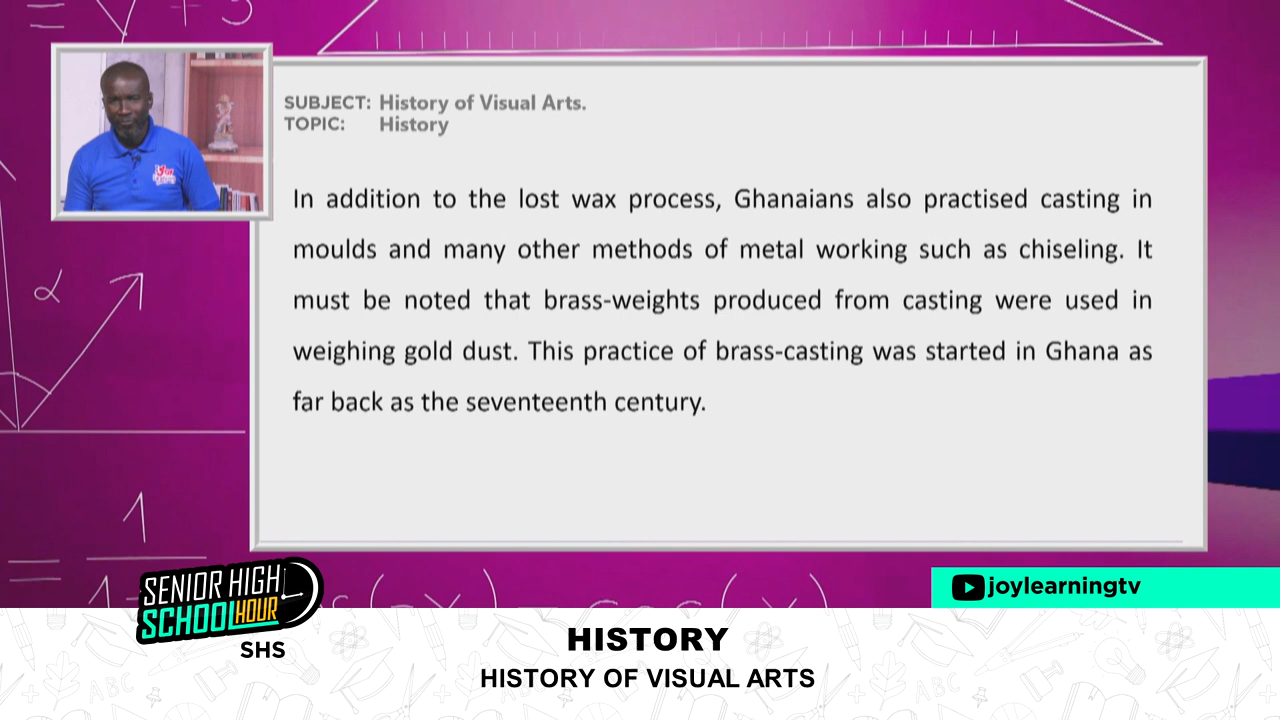 SUBJECT: History of Visual Arts.
TOPIC: History
In addition to the lost wax process, Ghanaians also practised casting in
moulds and many other methods of metal working such as chiseling. It
must be noted that brass-weights produced from casting were used in
weighing gold dust. This practice of brass-casting was started in Ghana as
far back as the seventeenth century.
SENIOR HIGH
SCHOOL HOUR
SHS
joylearningtv
HISTORY
HISTORY OF VISUAL ARTS